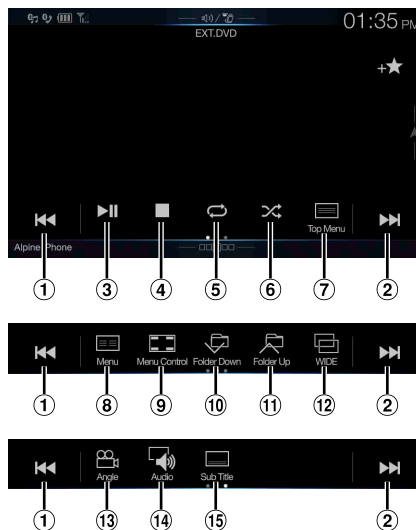 01:35 PM
EXT.DVD
Top Menu
Alpine Phone
1 3 4 5 6 7 2
Menu Menu Control Folder Down Folder Up WIDE
1 8 9 10 11 12 2
Angle Audio Sub Title
1 13 14 15 2